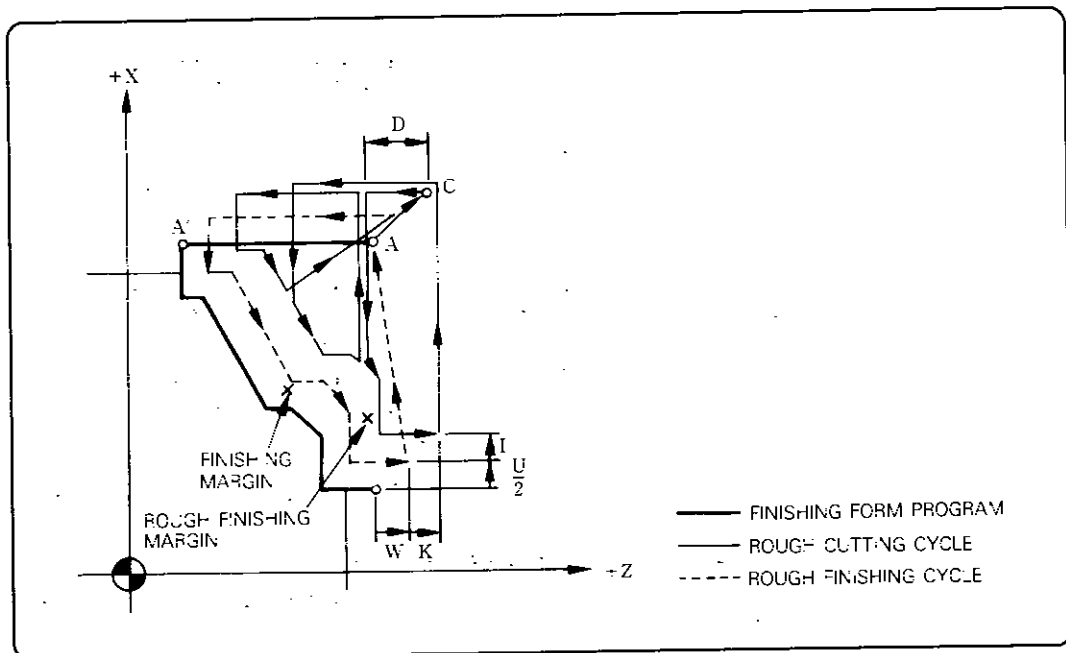 +X
D
C
A'
A
I
U
2
FINISHING
MARGIN
ROUGH FINISHING
MARGIN
W
K
+Z
FINISHING FORM PROGRAM
ROUGH CUTTING CYCLE
ROUGH FINISHING CYCLE